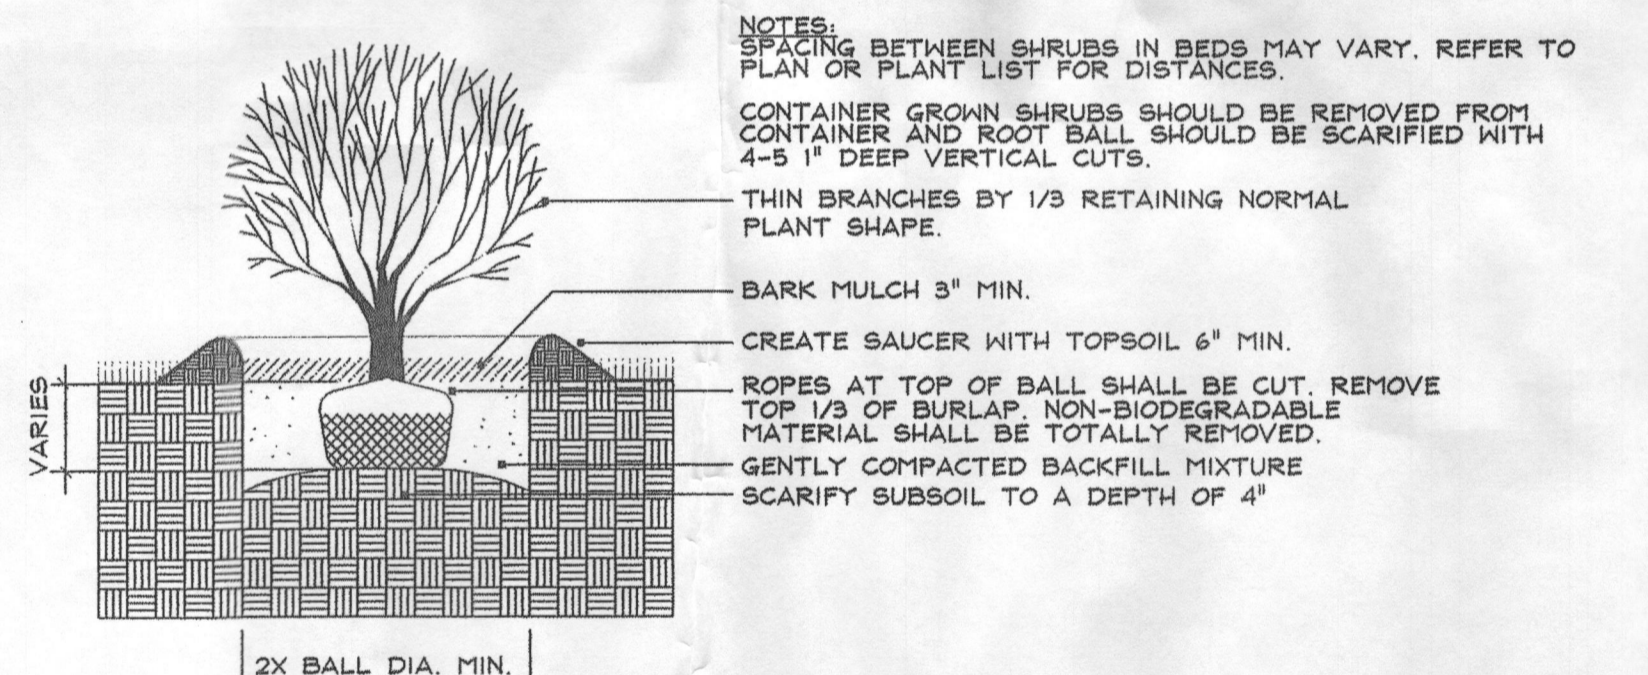 NOTES:
SPACING BETWEEN SHRUBS IN BEDS MAY VARY. REFER TO
PLAN OR PLANT LIST FOR DISTANCES.
CONTAINER GROWN SHRUBS SHOULD BE REMOVED FROM
CONTAINER AND ROOT BALL SHOULD BE SCARIFIED WITH
4-5 1" DEEP VERTICAL CUTS.
THIN BRANCHES BY 1/3 RETAINING NORMAL
PLANT SHAPE.
BARK MULCH 3" MIN.
CREATE SAUCER WITH TOPSOIL 6" MIN.
ROPES AT TOP OF BALL SHALL BE CUT. REMOVE
TOP 1/3 OF BURLAP. NON-BIODEGRADABLE
MATERIAL SHALL BE TOTALLY REMOVED.
GENTLY COMPACTED BACKFILL MIXTURE
SCARIFY SUBSOIL TO A DEPTH OF 4"
VARIES
2X BALL DIA. MIN.